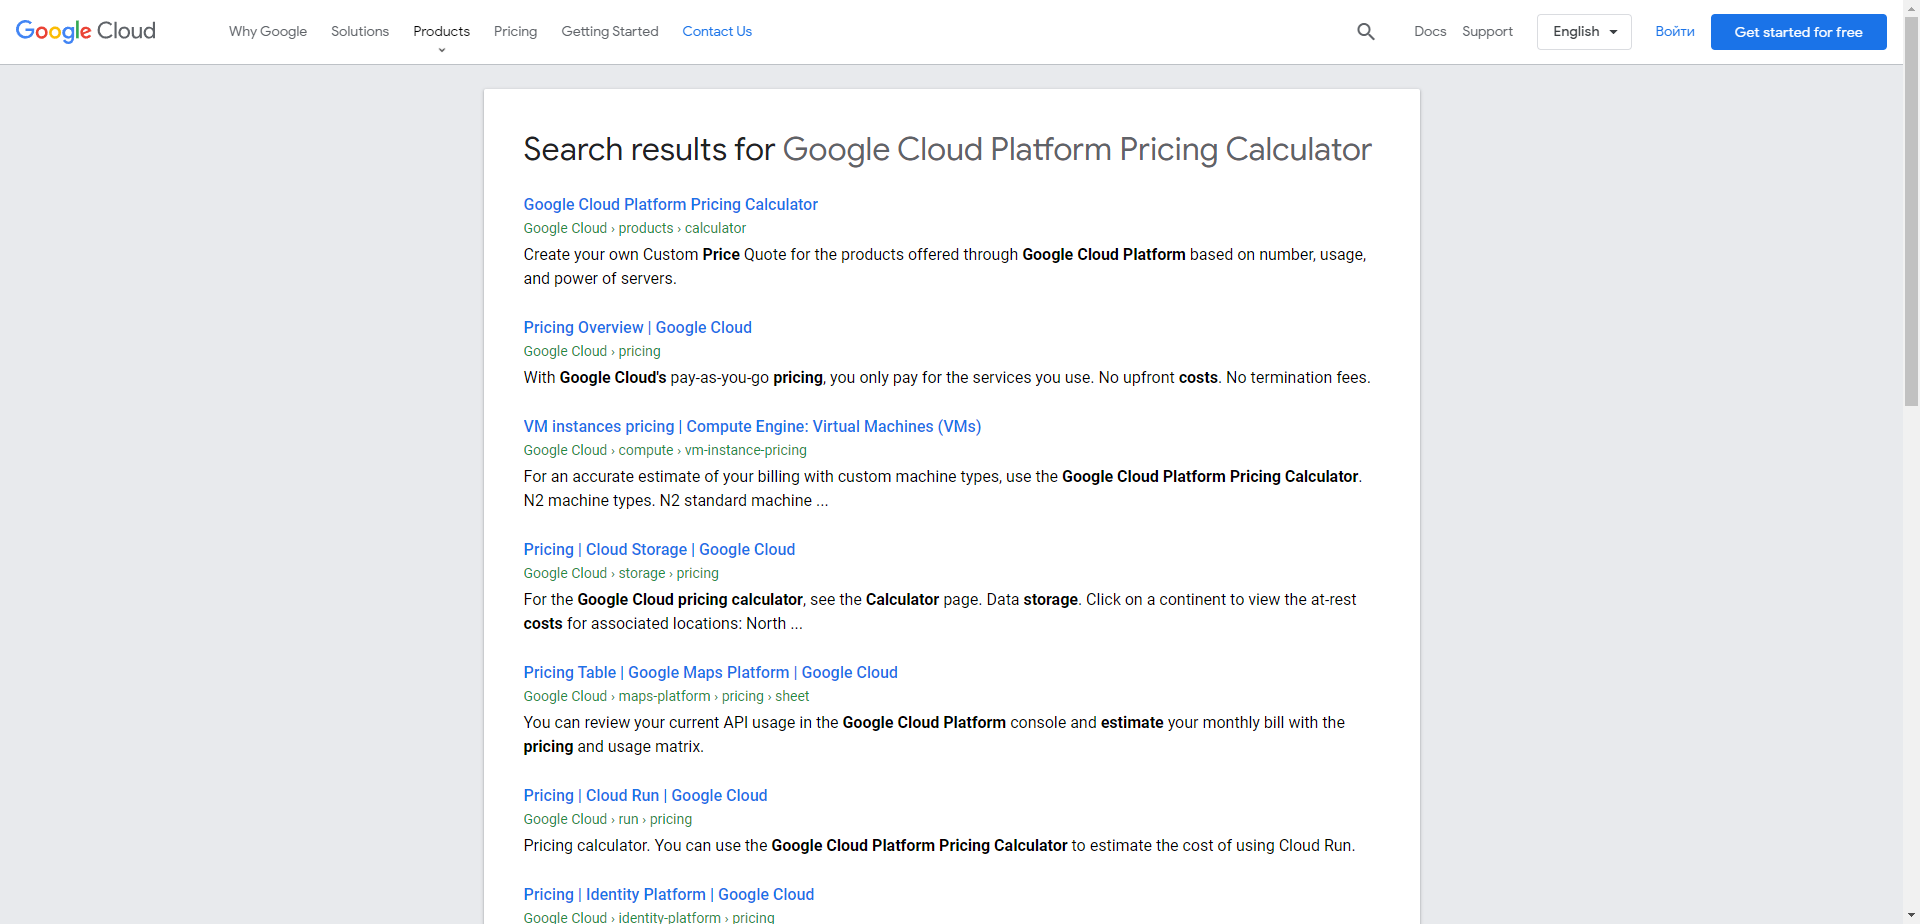 Google Cloud Why Google Solutions Products Pricing Getting Started Contact Us Docs Support English Войти Get started for free
Search results for Google Cloud Platform Pricing Calculator
Google Cloud Platform Pricing Calculator
Google Cloud › products › calculator
Create your own Custom Price Quote for the products offered through Google Cloud Platform based on number, usage,
and power of servers.
Pricing Overview | Google Cloud
Google Cloud › pricing
With Google Cloud's pay-as-you-go pricing, you only pay for the services you use. No upfront costs. No termination fees.
VM instances pricing | Compute Engine: Virtual Machines (VMs)
Google Cloud › compute › vm-instance-pricing
For an accurate estimate of your billing with custom machine types, use the Google Cloud Platform Pricing Calculator.
N2 machine types. N2 standard machine ...
Pricing | Cloud Storage | Google Cloud
Google Cloud › storage › pricing
For the Google Cloud pricing calculator, see the Calculator page. Data storage. Click on a continent to view the at-rest
costs for associated locations: North ...
Pricing Table | Google Maps Platform | Google Cloud
Google Cloud › maps-platform › pricing › sheet
You can review your current API usage in the Google Cloud Platform console and estimate your monthly bill with the
pricing and usage matrix.
Pricing | Cloud Run | Google Cloud
Google Cloud › run › pricing
Pricing calculator. You can use the Google Cloud Platform Pricing Calculator to estimate the cost of using Cloud Run.
Pricing | Identity Platform | Google Cloud
Google Cloud › identity-platform › pricing